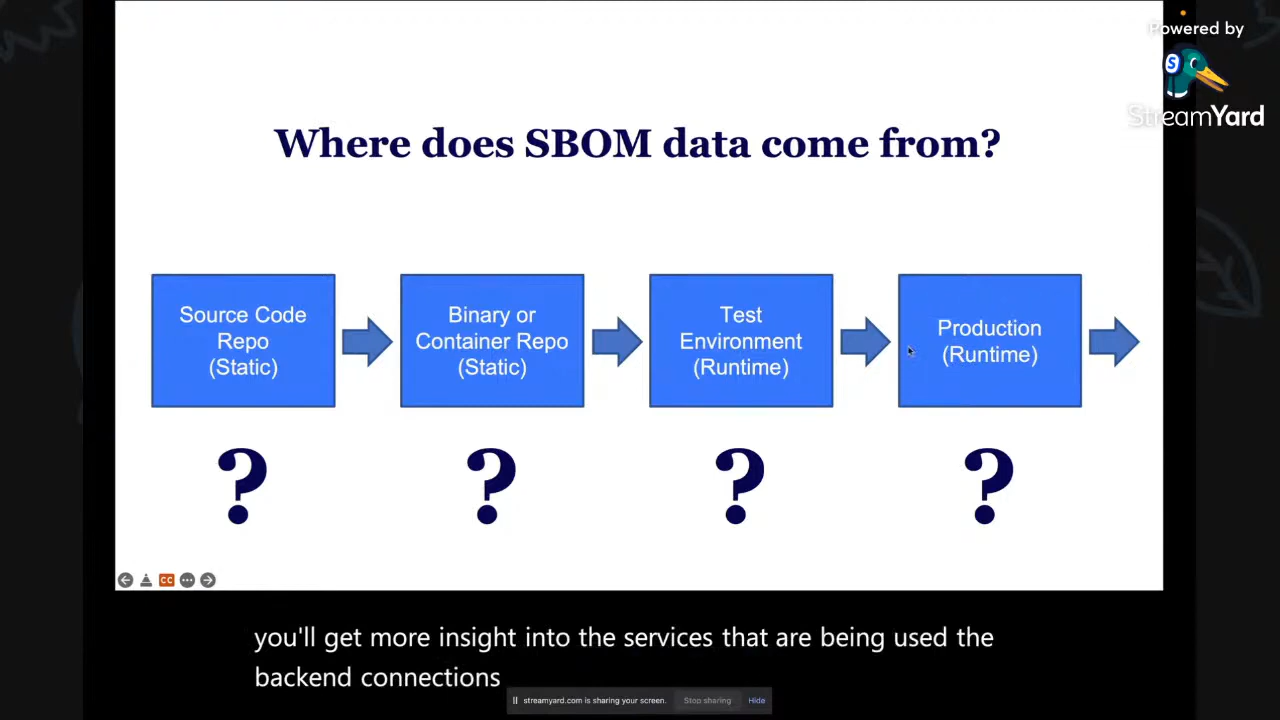 Powered by
S
StreamYard
Where does SBOM data come from?
Source Code
Repo
(Static)
Binary or
Container Repo
(Static)
Test
Environment
(Runtime)
Production
(Runtime)
?
?
?
?
CC
you'll get more insight into the services that are being used the
backend connections
streamyard.com is sharing your screen.
Stop sharing
Hide